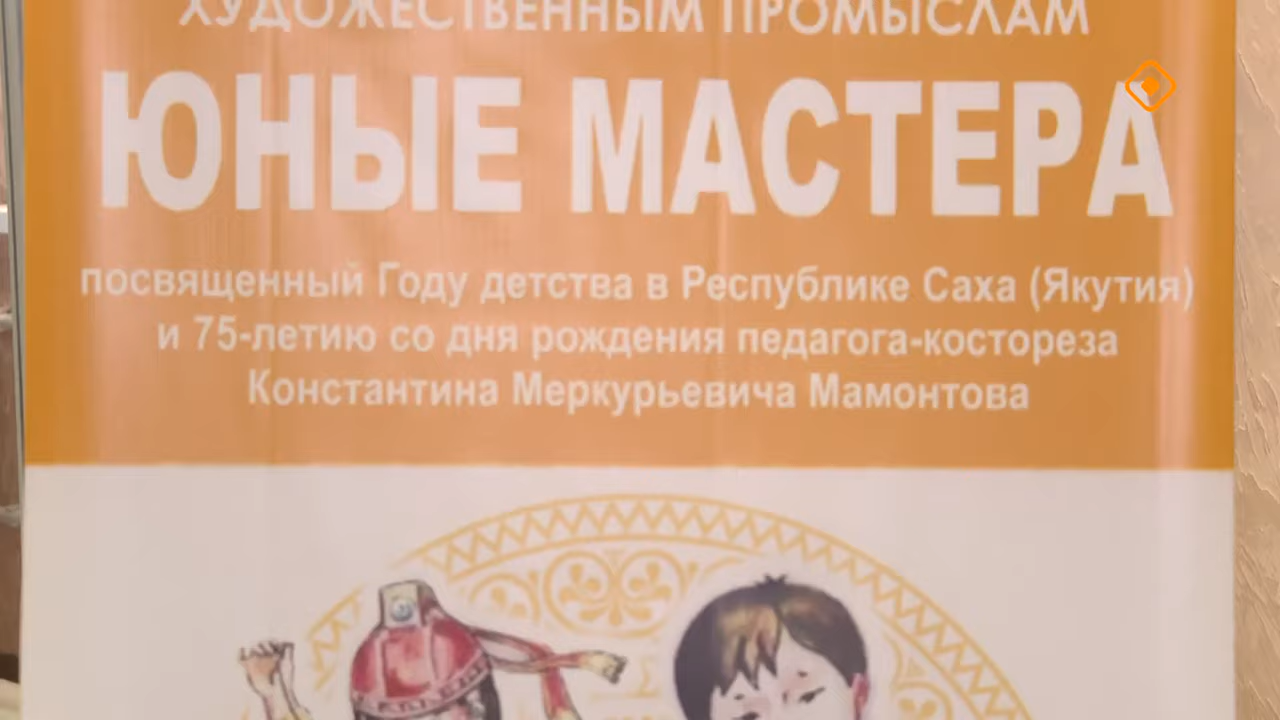 ХУДОЖЕСТВЕННЫМ ПРОМЫСЛАМ
ЮНЫЕ МАСТЕРА
посвященный Году детства в Республике Саха (Якутия)
и 75-летию со дня рождения педагога-костореза
Константина Меркурьевича Мамонтова